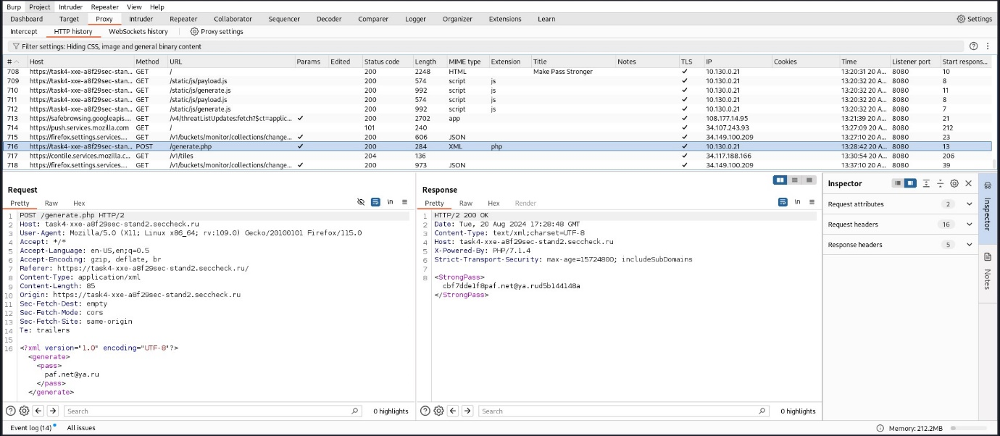 Burp Project Intruder Repeater View Help
Dashboard Target Proxy Intruder Repeater Collaborator Sequencer Decoder Comparer Logger Organizer Extensions Learn Settings
Intercept HTTP history WebSockets history Proxy settings
Filter settings: Hiding CSS, image and general binary content
# Host Method URL Params Edited Status code Length MIME type Extension Title Notes TLS IP Cookies Time Listener port Start respons...
708 https://task4-xxe-a8f29sec-stan... GET / 200 2248 HTML Make Pass Stronger ✓ 10.130.0.21 13:20:31 20 A... 8080 10
709 https://task4-xxe-a8f29sec-stan... GET /static/js/payload.js 200 574 script js ✓ 10.130.0.21 13:20:32 20 A... 8080 8
710 https://task4-xxe-a8f29sec-stan... GET /static/js/generate.js 200 992 script js ✓ 10.130.0.21 13:20:32 20 A... 8080 11
711 https://task4-xxe-a8f29sec-stan... GET /static/js/payload.js 200 574 script js ✓ 10.130.0.21 13:20:32 20 A... 8080 8
712 https://task4-xxe-a8f29sec-stan... GET /static/js/generate.js 200 992 script js ✓ 10.130.0.21 13:20:32 20 A... 8080 7
713 https://safebrowsing.googleapis.... GET /v4/threatListUpdates:fetch?$ct=applic... ✓ 200 2702 app ✓ 108.177.14.95 13:21:39 20 A... 8080 21
714 https://push.services.mozilla.com GET / 101 240 ✓ 34.107.243.93 13:27:09 20 A... 8080 212
715 https://firefox.settings.services.... GET /v1/buckets/monitor/collections/change... ✓ 200 606 JSON ✓ 34.149.100.209 13:27:10 20 A... 8080 23
716 https://task4-xxe-a8f29sec-stan... POST /generate.php ✓ 200 284 XML php ✓ 10.130.0.21 13:28:42 20 A... 8080 13
717 https://contile.services.mozilla.c... GET /v1/tiles 204 136 ✓ 34.117.188.166 13:30:54 20 A... 8080 206
718 https://firefox.settings.services.... GET /v1/buckets/monitor/collections/change... ✓ 200 973 JSON ✓ 34.149.100.209 13:37:10 20 A... 8080 39
Request
Pretty Raw Hex \n
1 POST /generate.php HTTP/2
2 Host: task4-xxe-a8f29sec-stand2.seccheck.ru
3 User-Agent: Mozilla/5.0 (X11; Linux x86_64; rv:109.0) Gecko/20100101 Firefox/115.0
4 Accept: */*
5 Accept-Language: en-US,en;q=0.5
6 Accept-Encoding: gzip, deflate, br
7 Referer: https://task4-xxe-a8f29sec-stand2.seccheck.ru/
8 Content-Type: application/xml
9 Content-Length: 85
10 Origin: https://task4-xxe-a8f29sec-stand2.seccheck.ru
11 Sec-Fetch-Dest: empty
12 Sec-Fetch-Mode: cors
13 Sec-Fetch-Site: same-origin
14 Te: trailers
15
16 <?xml version="1.0" encoding="UTF-8"?>
<generate>
<pass>
paf.net@ya.ru
</pass>
</generate>
Search 0 highlights
Response
Pretty Raw Hex Render \n
1 HTTP/2 200 OK
2 Date: Tue, 20 Aug 2024 17:28:48 GMT
3 Content-Type: text/xml;charset=UTF-8
4 Host: task4-xxe-a8f29sec-stand2.seccheck.ru
5 X-Powered-By: PHP/7.1.4
6 Strict-Transport-Security: max-age=15724800; includeSubDomains
7
8 <StrongPass>
cbf7dde1f8paf.net@ya.rud5b144148a
</StrongPass>
Search 0 highlights
Inspector
Request attributes 2
Request headers 16
Response headers 5
Inspector
Notes
Event log (14) All issues Memory: 212.2MB